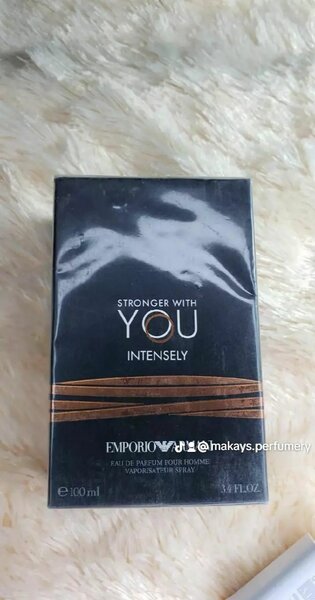 STRONGER WITH
YOU
INTENSELY
EMPORIO
@makays.perfumery
EAU DE PARFUM POUR HOMME
VAPORISATEUR SPRAY
e 100 ml
3.4 FL.OZ.